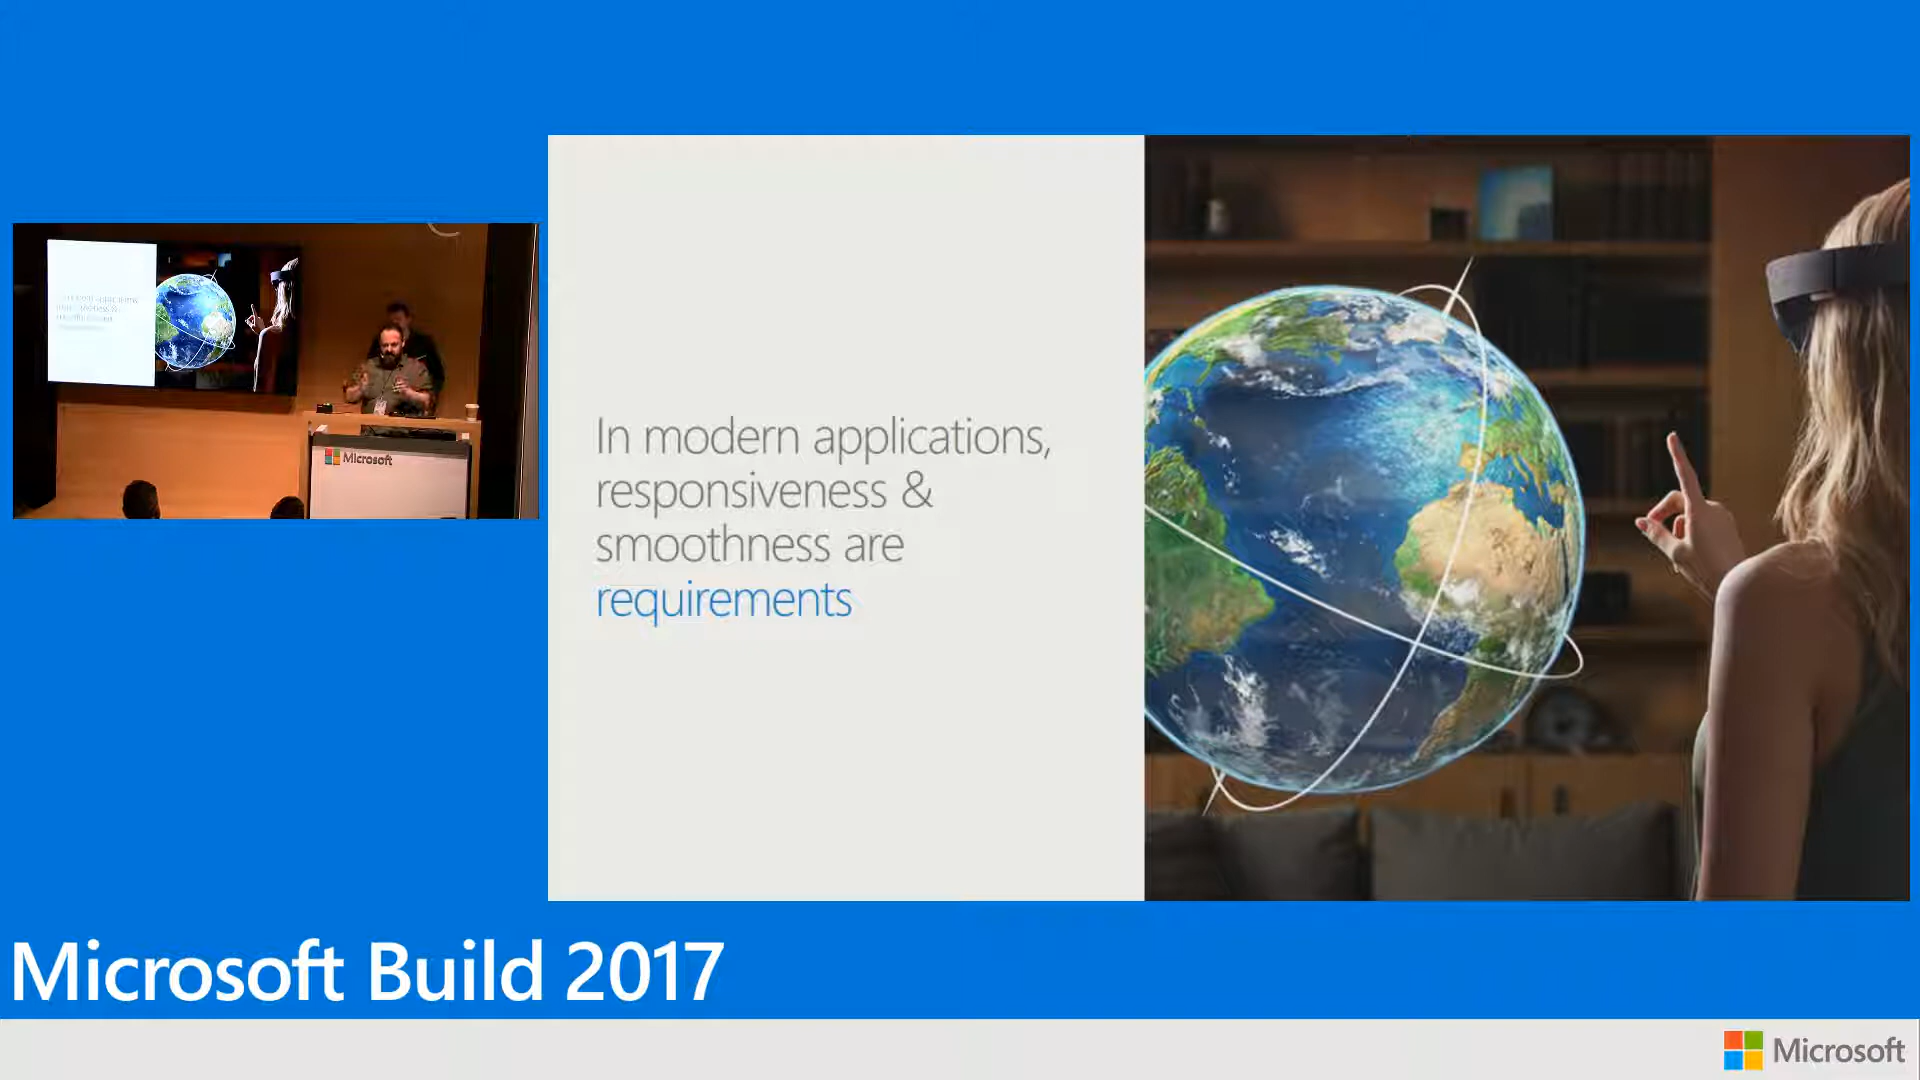 In modern applications,
responsiveness &
smoothness are
requirements
Microsoft
Microsoft Build 2017
Microsoft